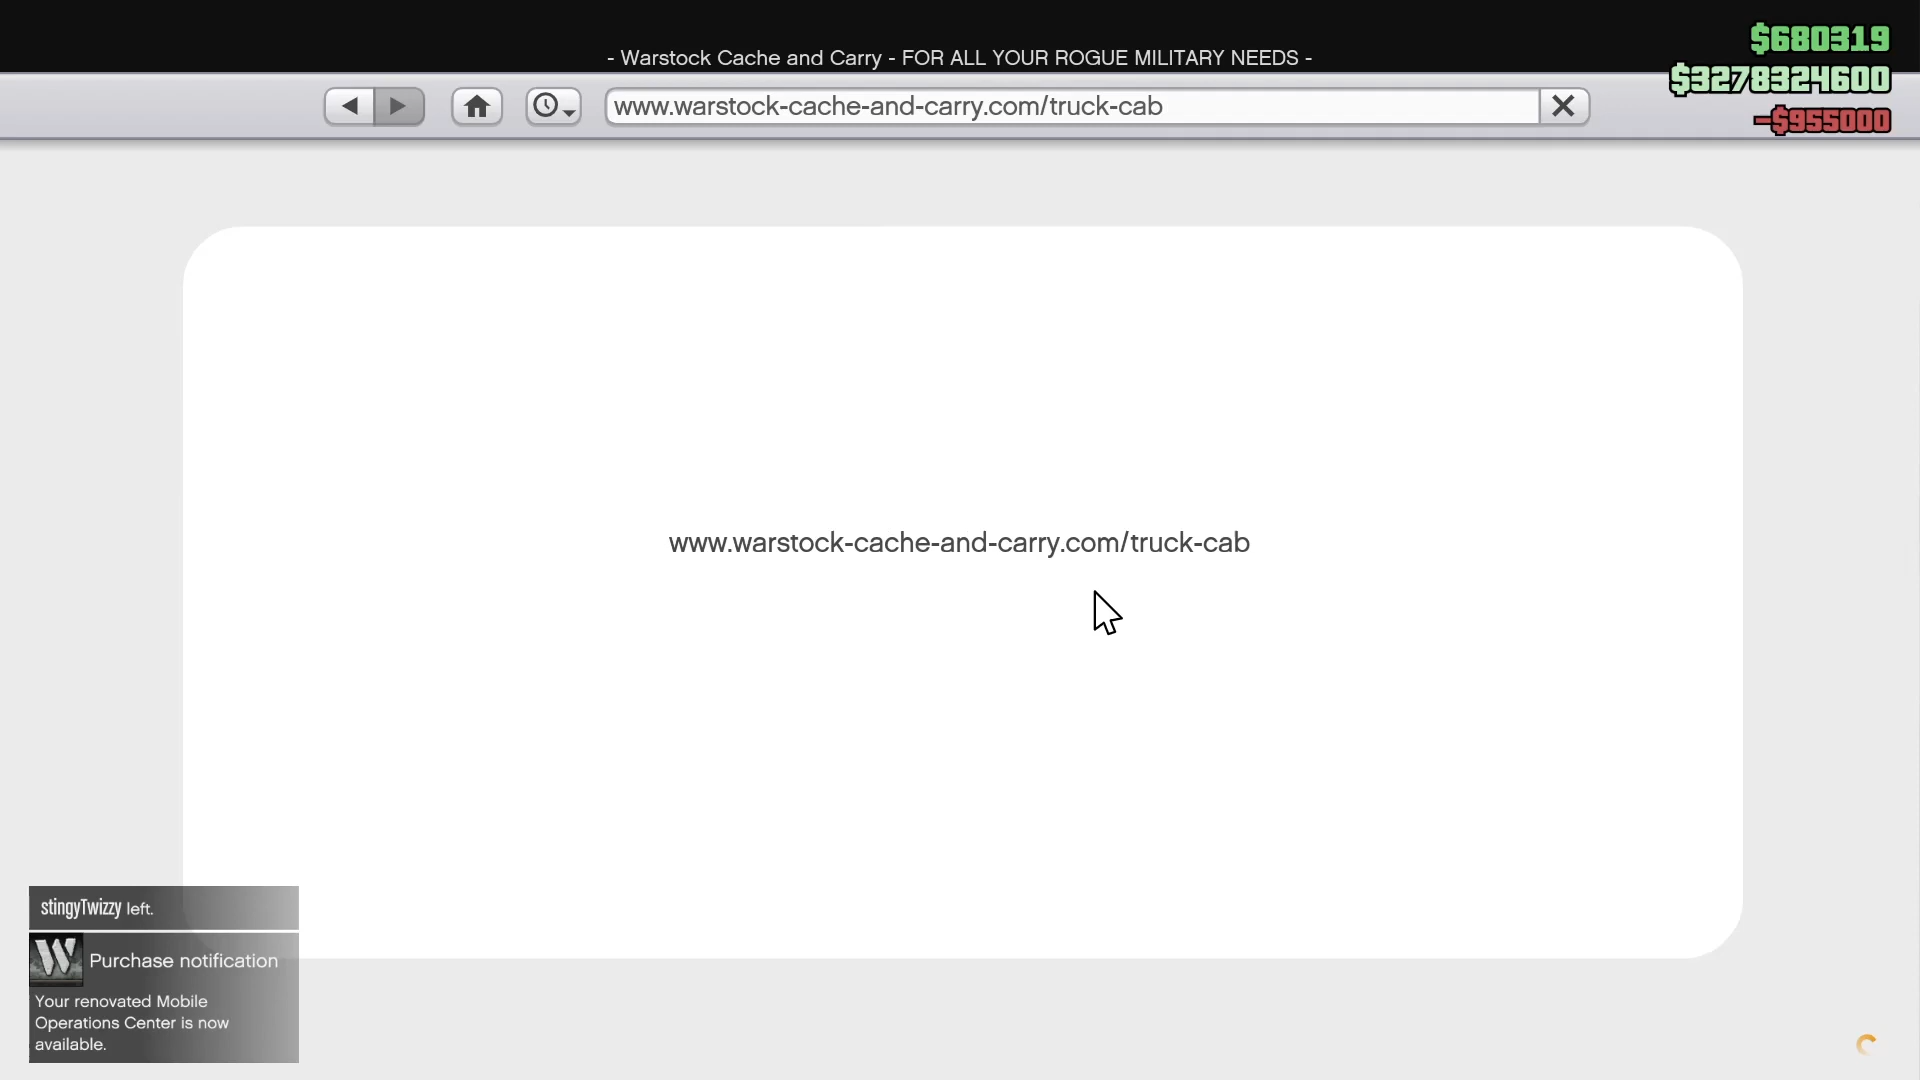 - Warstock Cache and Carry - FOR ALL YOUR ROGUE MILITARY NEEDS -
$680319
$3278324600
-$955000
www.warstock-cache-and-carry.com/truck-cab
www.warstock-cache-and-carry.com/truck-cab
stingyTwizzy left.
W
Purchase notification
Your renovated Mobile
Operations Center is now
available.